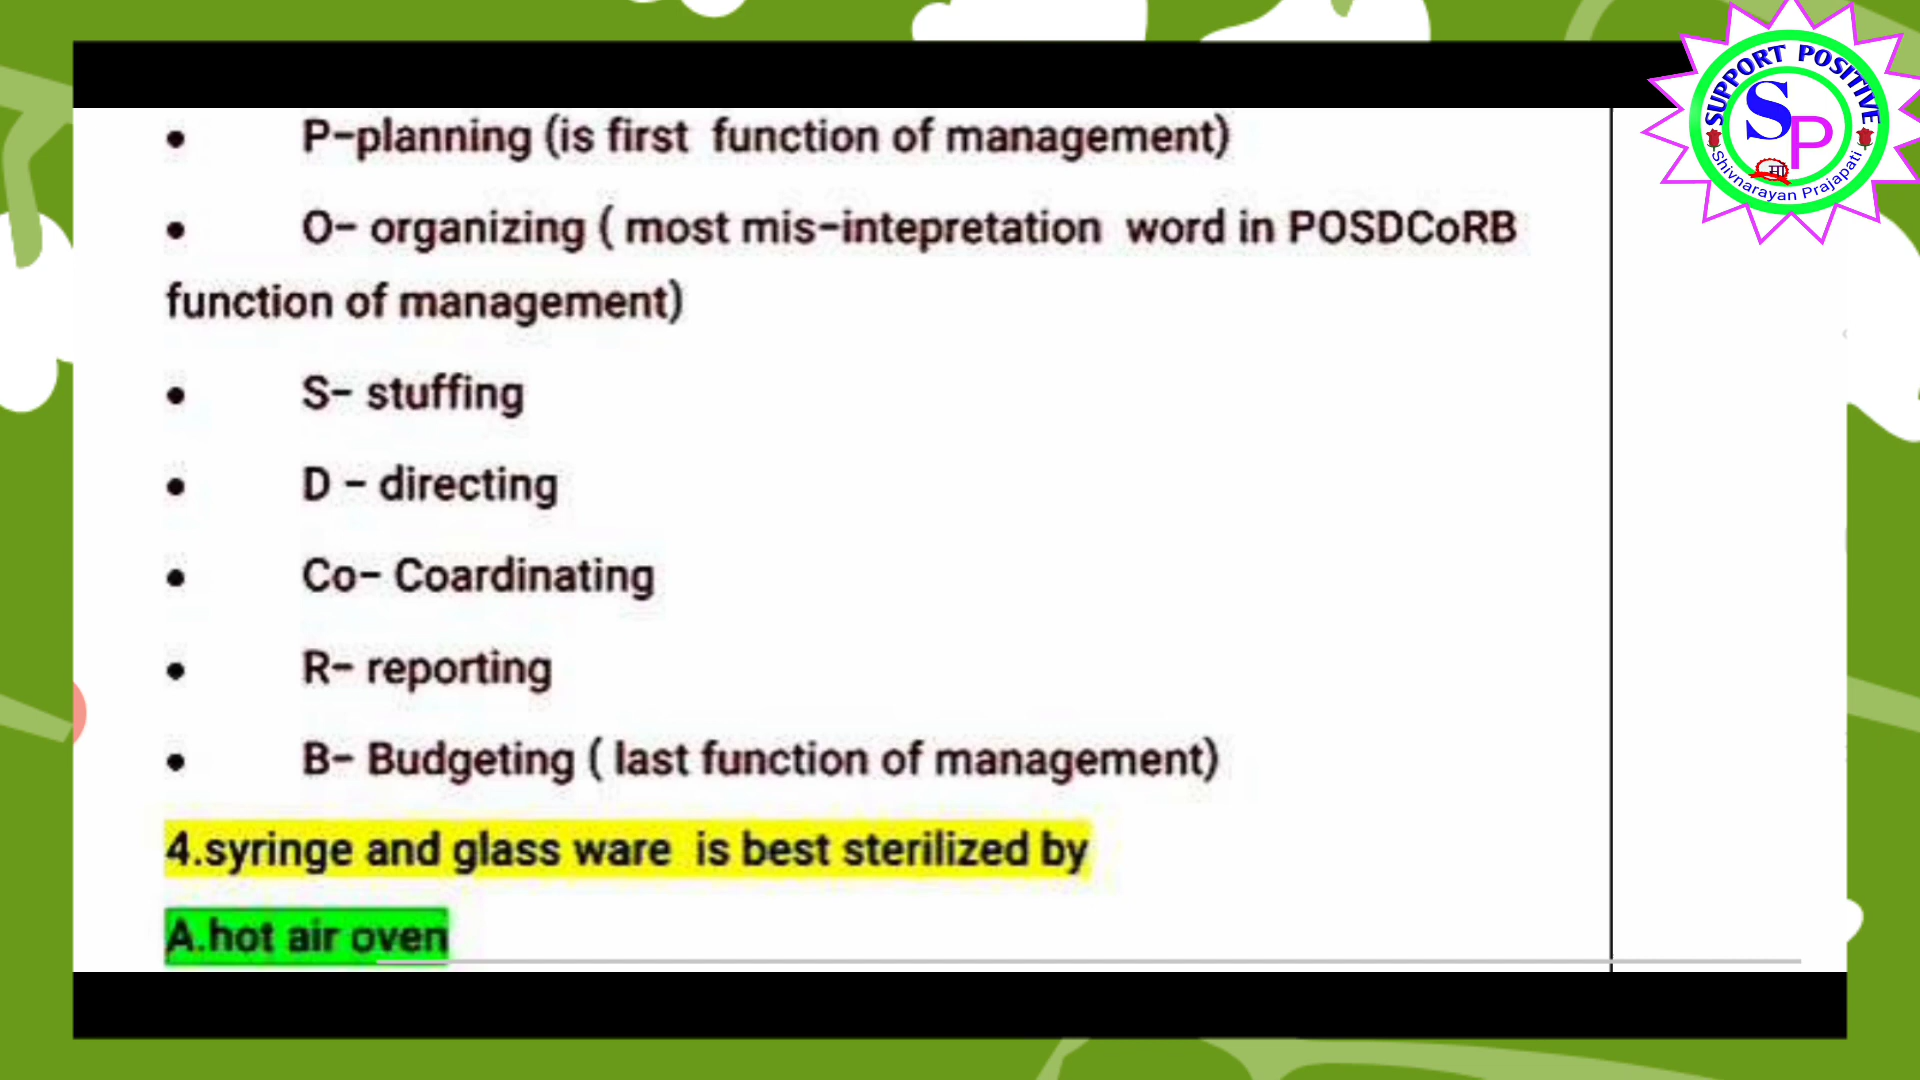 • P-planning (is first function of management)
• O- organizing ( most mis-intepretation word in POSDCoRB
function of management)
• S- stuffing
• D - directing
• Co- Coardinating
• R- reporting
• B- Budgeting ( last function of management)
4.syringe and glass ware is best sterilized by
A.hot air oven
SUPPORT POSITIVE
SP
माँ
Shivnarayan Prajapati